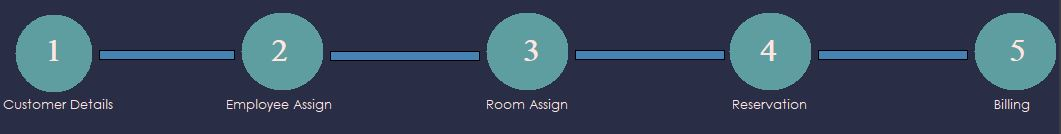 1 2 3 4 5
Customer Details Employee Assign Room Assign Reservation Billing